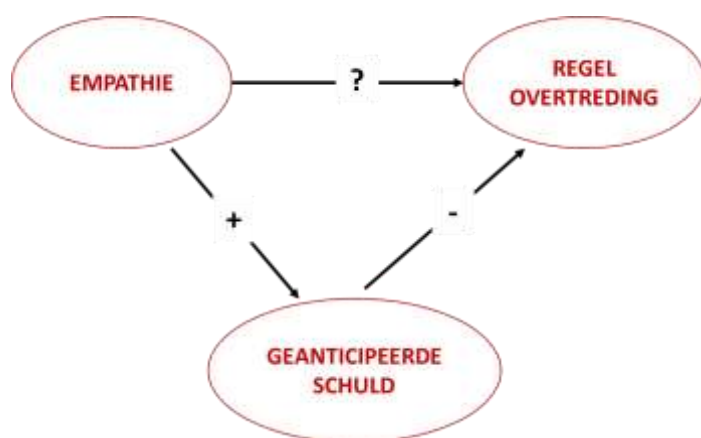 EMPATHIE
?
REGEL
OVERTREDING
+
-
GEANTICIPEERDE
SCHULD